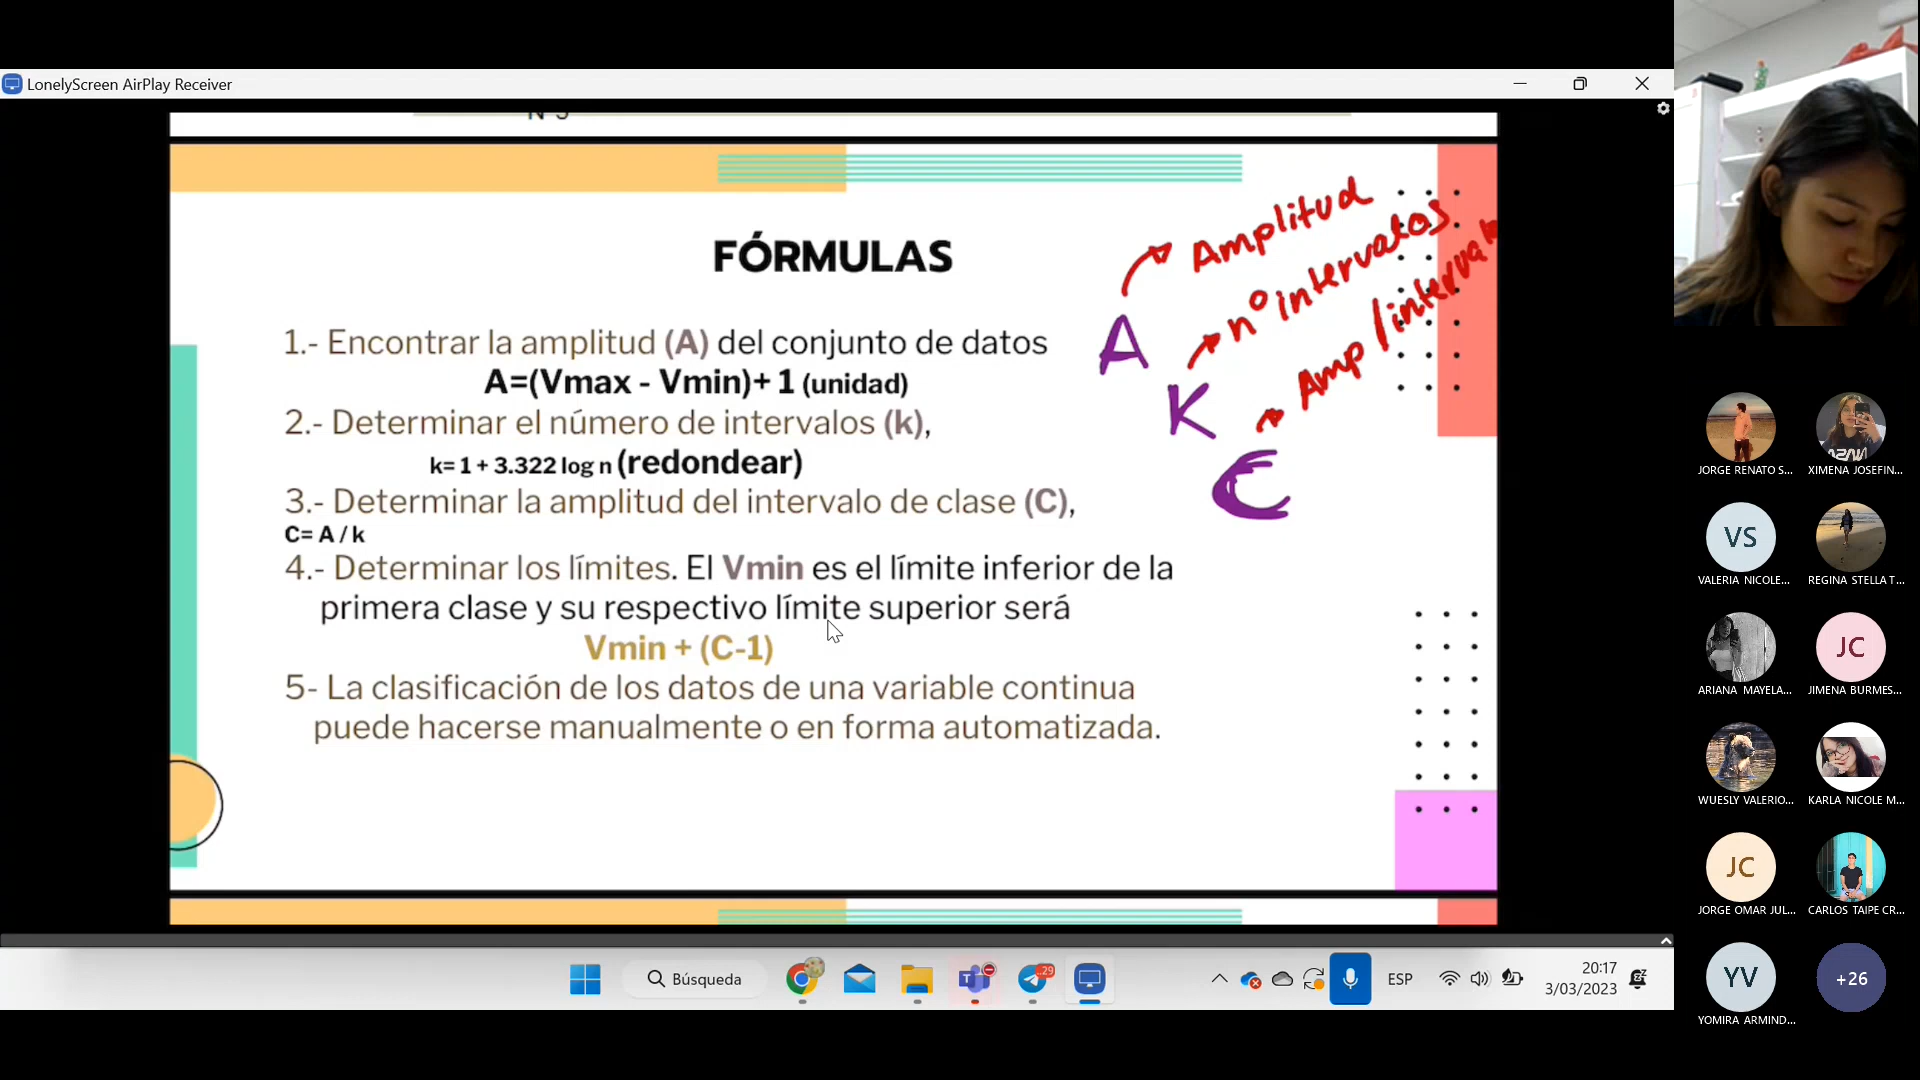 LonelyScreen AirPlay Receiver
FÓRMULAS
1.- Encontrar la amplitud (A) del conjunto de datos
A=(Vmax - Vmin)+ 1 (unidad)
2.- Determinar el número de intervalos (k),
k= 1 + 3.322 log n (redondear)
3.- Determinar la amplitud del intervalo de clase (C),
C= A / k
4.- Determinar los límites. El Vmin es el límite inferior de la
primera clase y su respectivo límite superior será
Vmin + (C-1)
5- La clasificación de los datos de una variable continua
puede hacerse manualmente o en forma automatizada.
A Amplitud
K nº intervalos
C Amp/interval
JORGE RENATO S...
XIMENA JOSEFIN...
VS
VALERIA NICOLE...
REGINA STELLA T...
ARIANA MAYELA...
JC
JIMENA BURMES...
WUESLY VALERIO...
KARLA NICOLE M...
JC
JORGE OMAR JUL...
CARLOS TAIPE CR...
YV
YOMIRA ARMIND...
+26
Búsqueda
29
ESP
20:17
3/03/2023